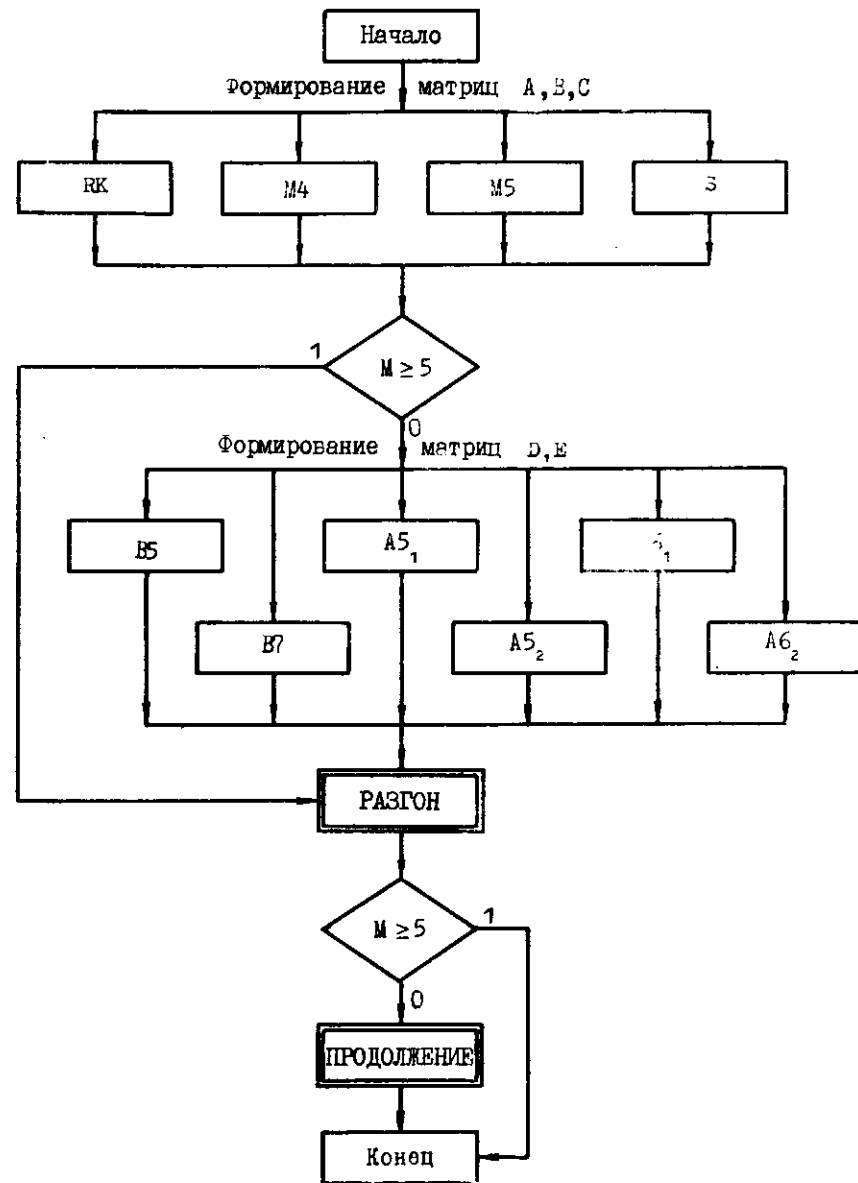 Начало
Формирование матриц A,B,C
RK M4 M5 S
1
M ≥ 5
0
Формирование матриц D,E
B5 A5₁
B7 A5₂ A6₂
РАЗГОН
M ≥ 5
1
0
ПРОДОЛЖЕНИЕ
Конец